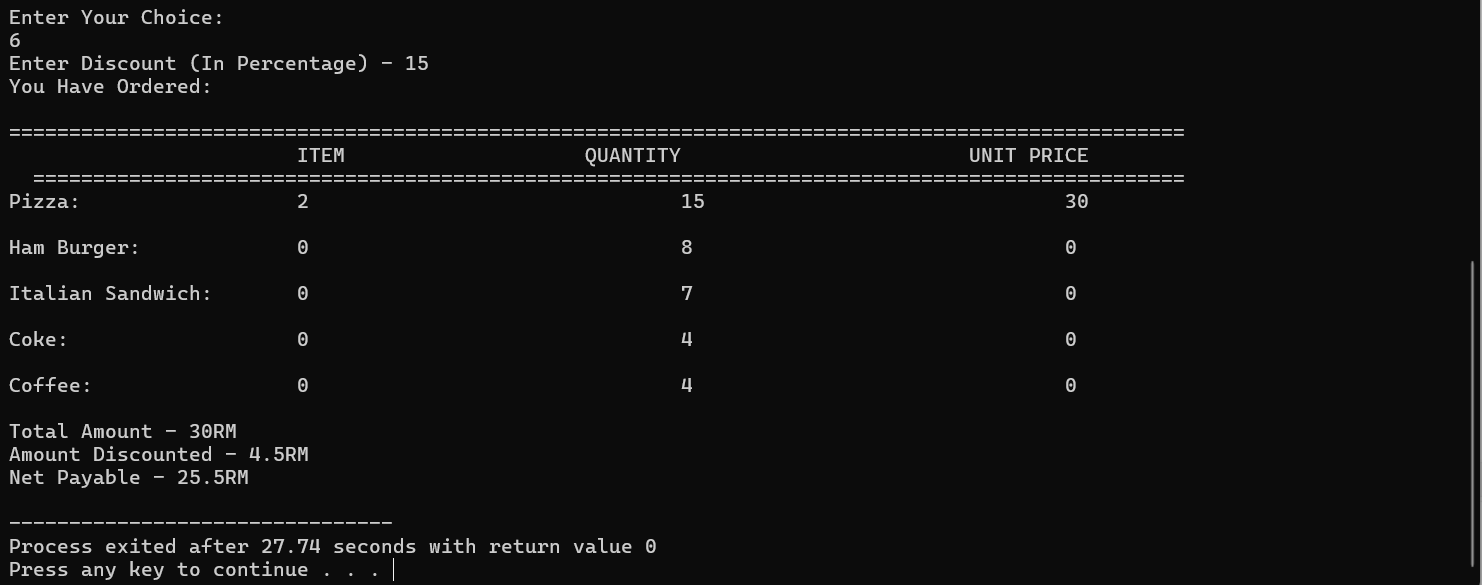 Enter Your Choice:
6
Enter Discount (In Percentage) - 15
You Have Ordered:
==================================================================================================
ITEM QUANTITY UNIT PRICE
================================================================================================
Pizza: 2 15 30
Ham Burger: 0 8 0
Italian Sandwich: 0 7 0
Coke: 0 4 0
Coffee: 0 4 0
Total Amount - 30RM
Amount Discounted - 4.5RM
Net Payable - 25.5RM
--------------------------------
Process exited after 27.74 seconds with return value 0
Press any key to continue . . .